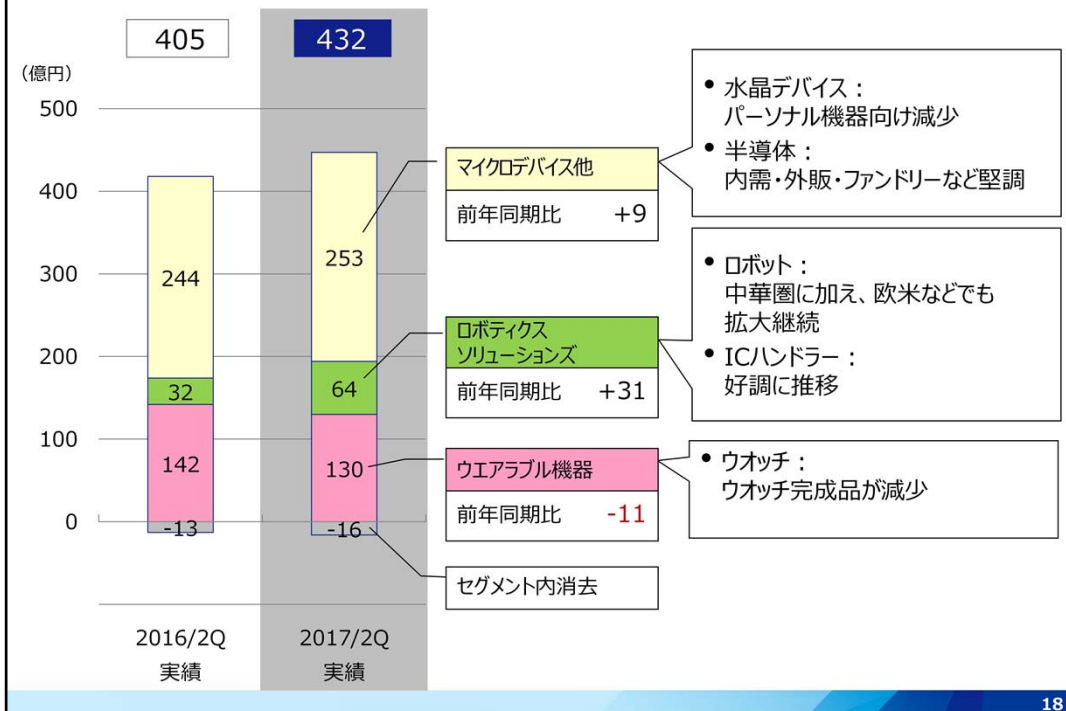 405
432
（億円）
500
400
300
200
100
0
244
32
142
-13
253
64
130
-16
2016/2Q
実績
2017/2Q
実績
マイクロデバイス他
前年同期比 +9
ロボティクス
ソリューションズ
前年同期比 +31
ウエアラブル機器
前年同期比 -11
セグメント内消去
• 水晶デバイス：
パーソナル機器向け減少
• 半導体：
内需・外販・ファンドリーなど堅調
• ロボット：
中華圏に加え、欧米などでも
拡大継続
• ICハンドラー：
好調に推移
• ウオッチ：
ウオッチ完成品が減少
18